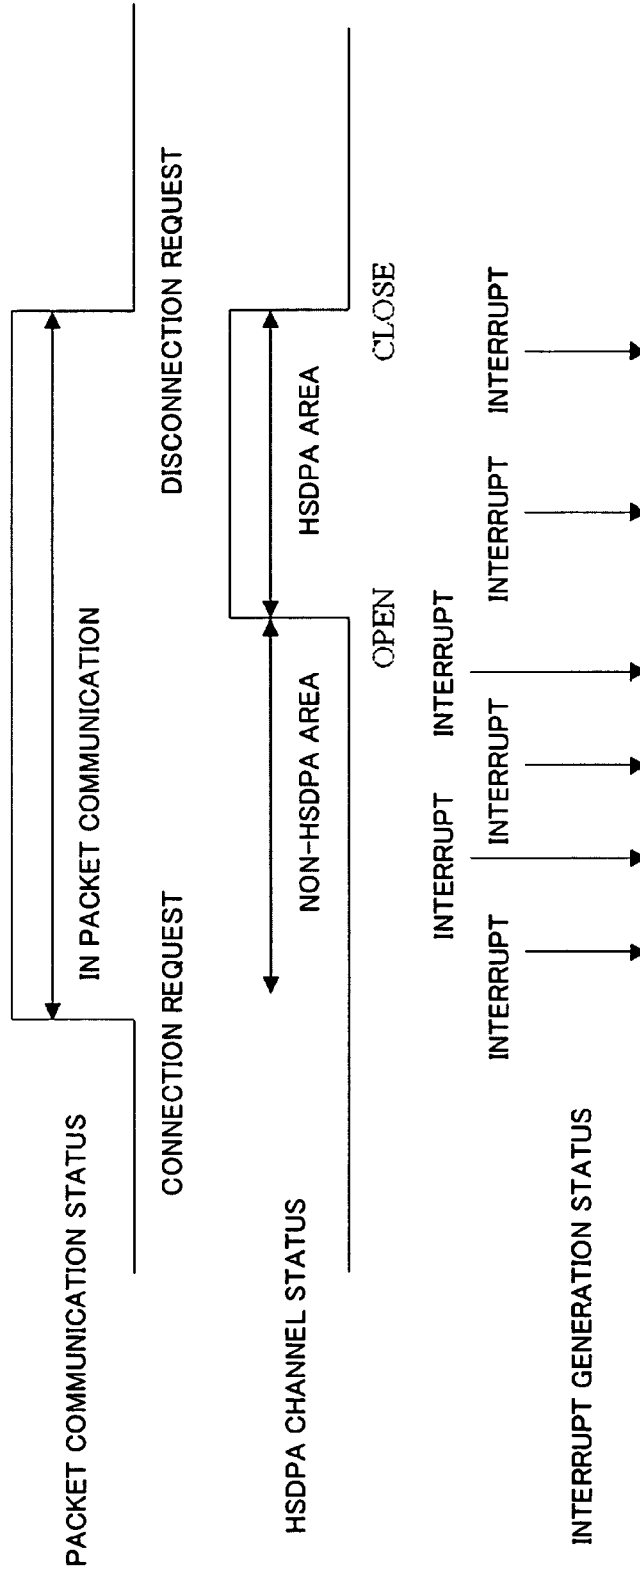 PACKET COMMUNICATION STATUS
IN PACKET COMMUNICATION
CONNECTION REQUEST
DISCONNECTION REQUEST
HSDPA CHANNEL STATUS
NON-HSDPA AREA
HSDPA AREA
OPEN
CLOSE
INTERRUPT
INTERRUPT
INTERRUPT
INTERRUPT
INTERRUPT
INTERRUPT
INTERRUPT GENERATION STATUS